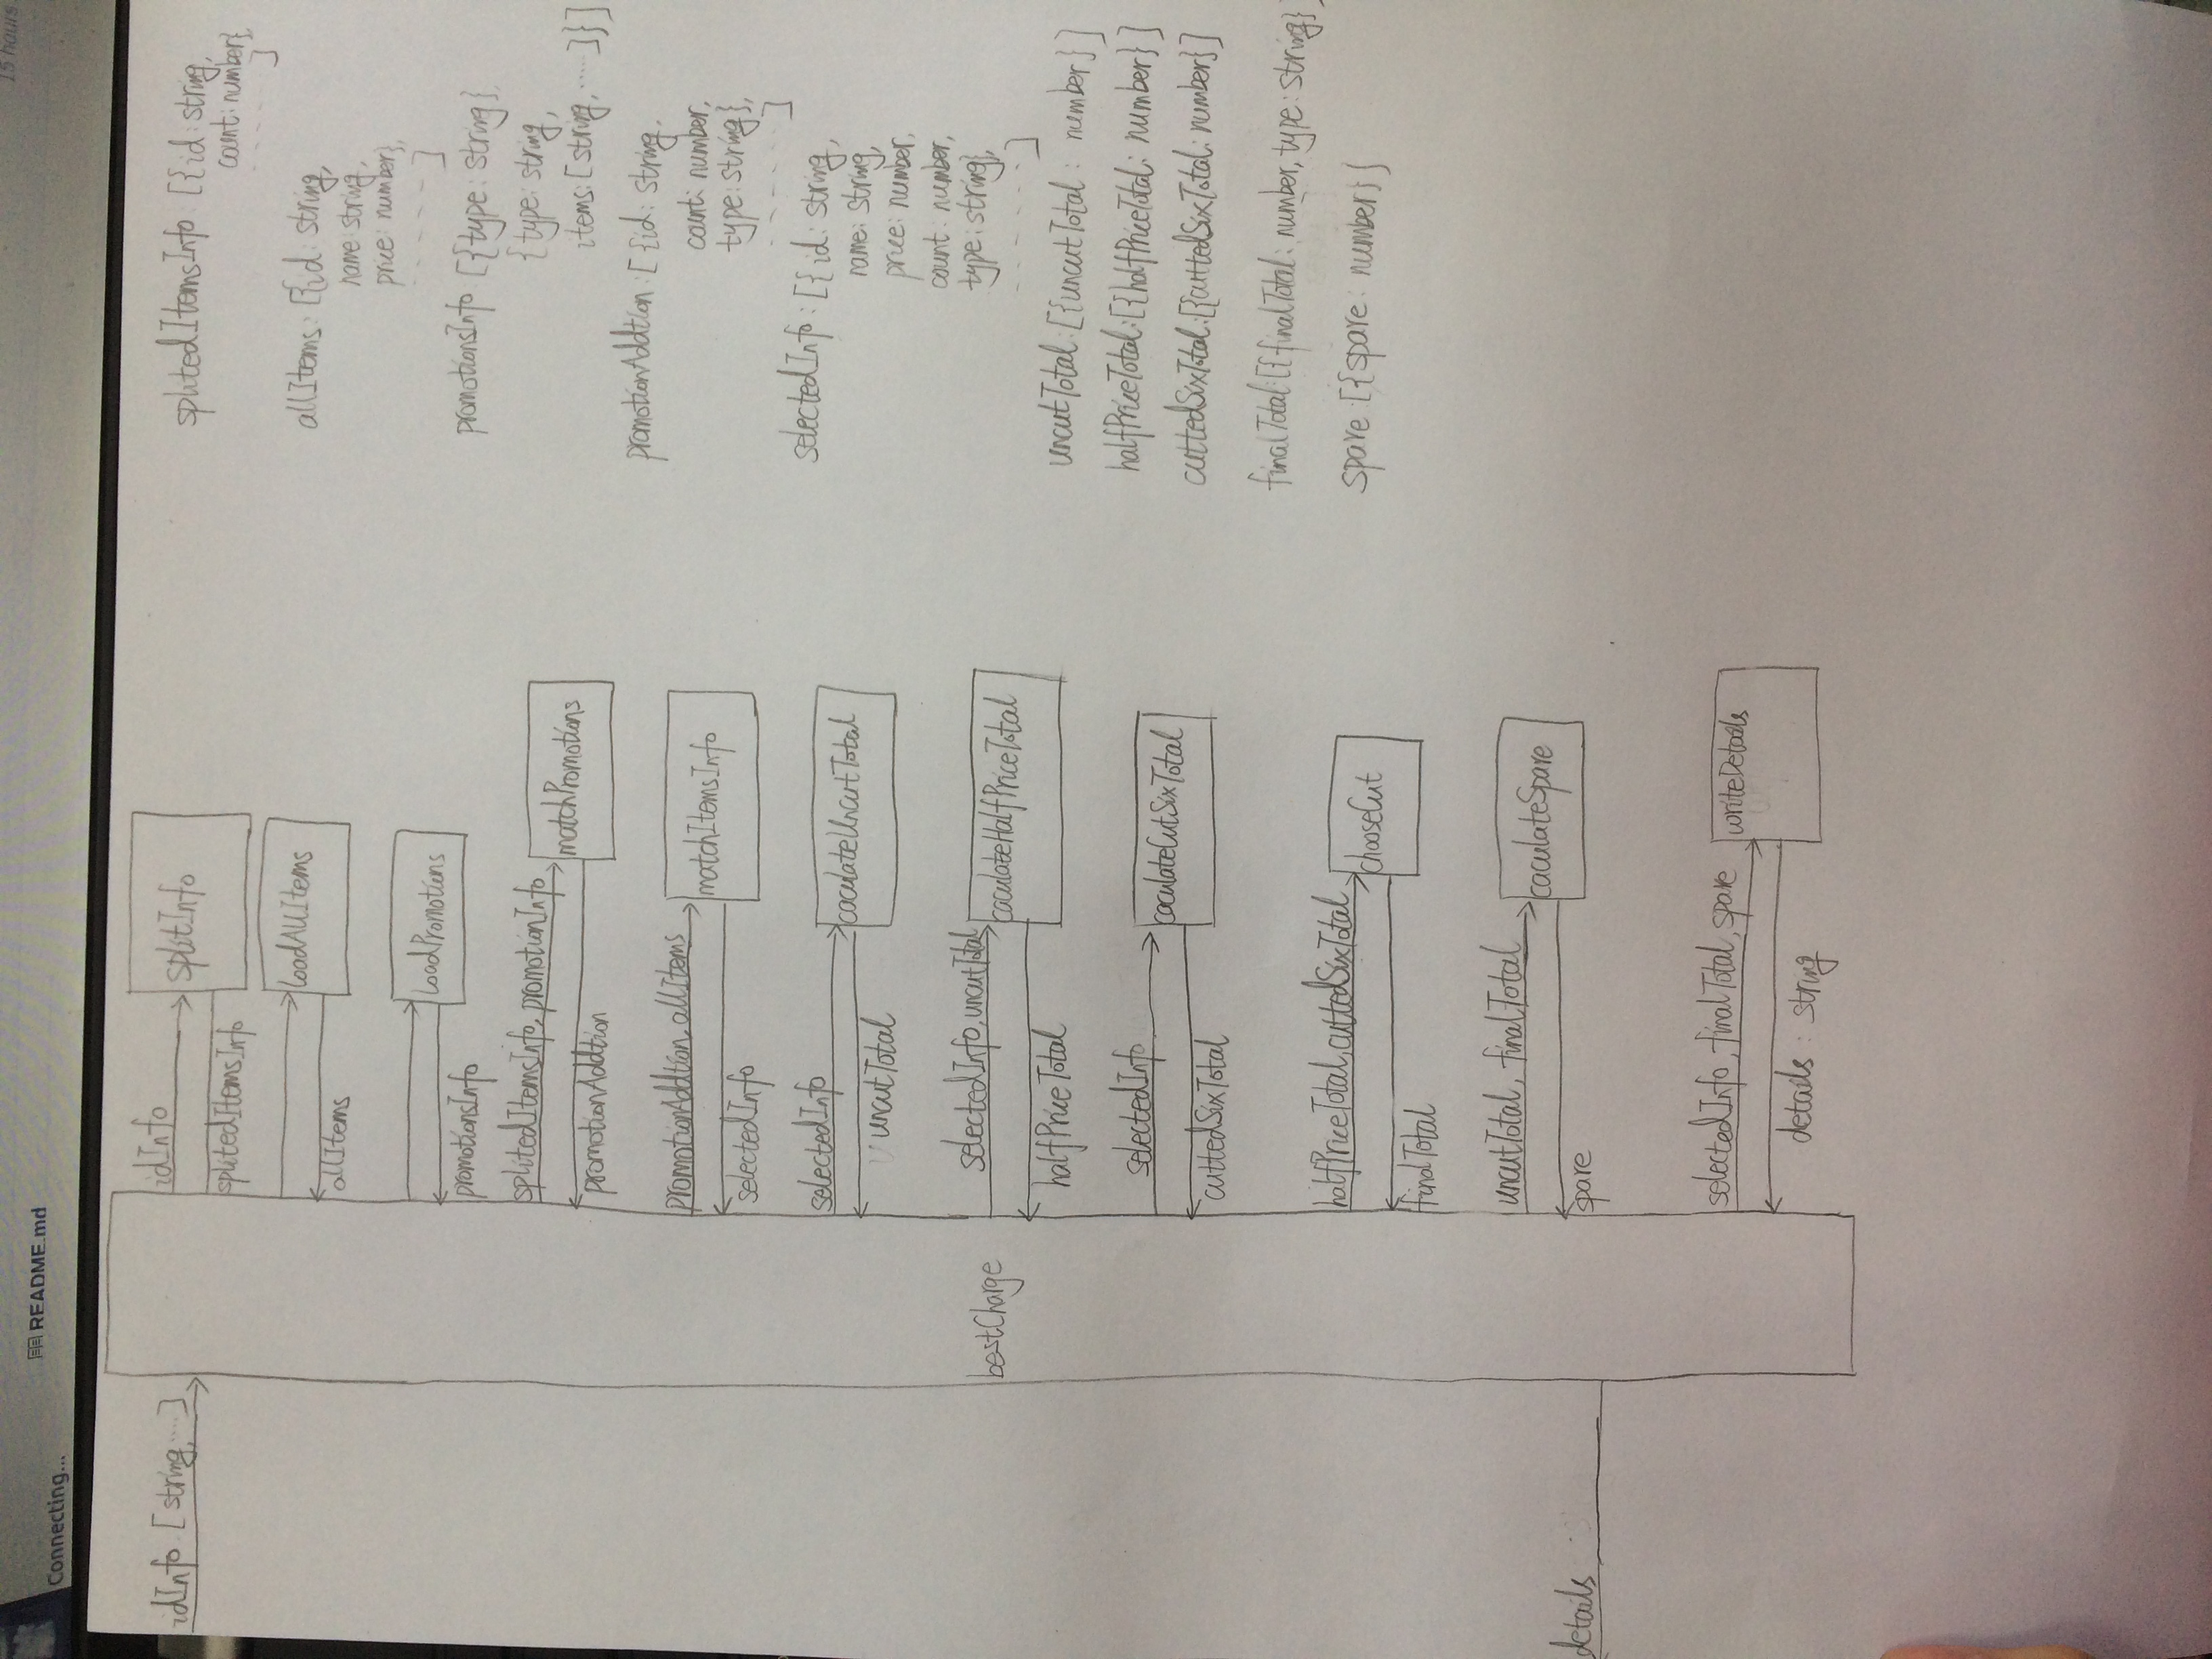 15 hours
README.md
Connecting...
idInfo [string, ·····]
idInfo
splitInfo
splitedItemsInfo
loadAllItems
allItems
loadPromotions
promotionsInfo
splitedItemsInfo, promotionInfo
matchPromotions
promotionAddtion
promotionAddtion, allItems
matchItemsInfo
selectedInfo
selectedInfo
caculateUncutTotal
uncutTotal
bestCharge
selectedInfo, uncutTotal
caculateHalfPriceTotal
halfPriceTotal
selectedInfo
caculateCutSixTotal
cuttedSixTotal
halfPriceTotal, cuttedSixTotal
chooseCut
finalTotal
uncutTotal, finalTotal
caculateSpare
spare
details
selectedInfo, finalTotal, spare
writeDetails
details : string
splitedItemsInfo [{id: string,
count: number},
------]
allItems: [{id: string,
name: string,
price: number},
------]
promotionsInfo [{type: string}
{type: string,
items: [string, ·····]}]
promotionAddtion: [{id: string,
count: number,
type: string},
------]
selectedInfo: [{id: string,
name: string,
price: number,
count: number,
type: string},
-------]
uncutTotal: [{uncutTotal: number}]
halfPriceTotal: [{halfPriceTotal: number}]
cuttedSixTotal: [{cuttedSixTotal: number}]
finalTotal: [{finalTotal: number, type: string}
spare [{spare: number}]